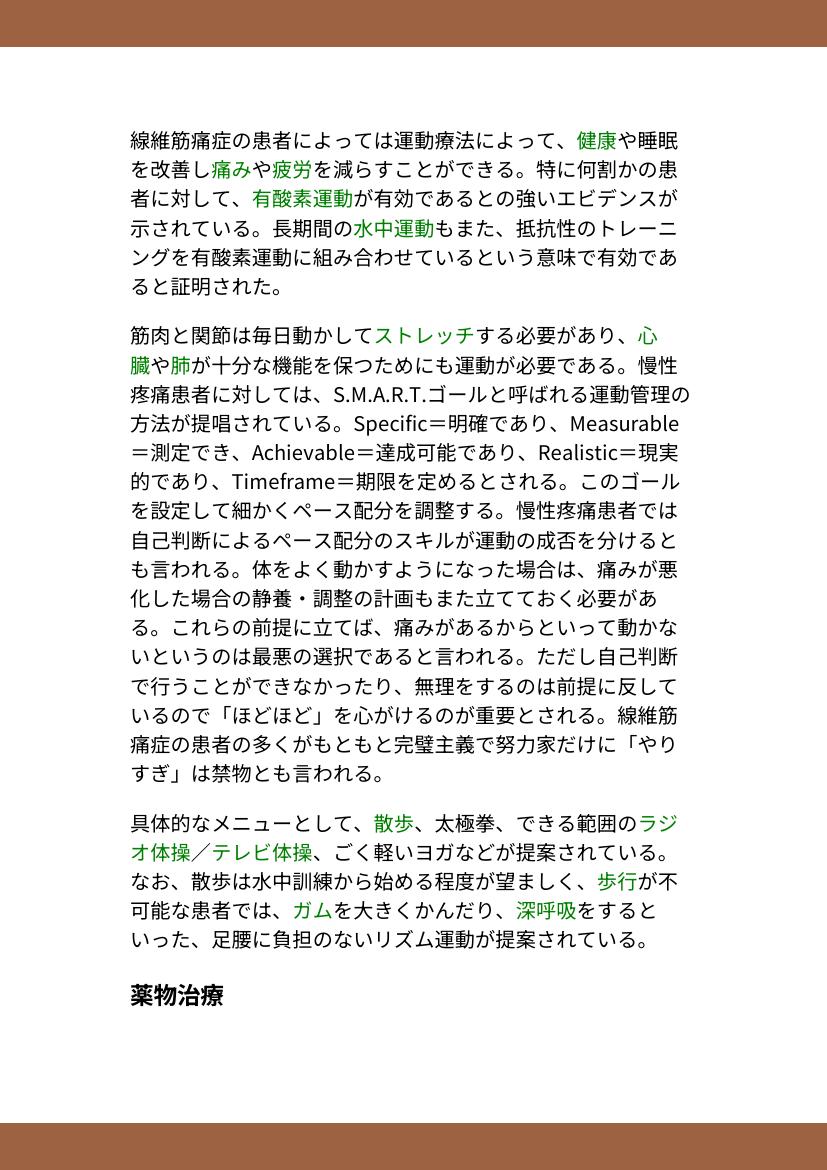 線維筋痛症の患者によっては運動療法によって、健康や睡眠
を改善し痛みや疲労を減らすことができる。特に何割かの患
者に対して、有酸素運動が有効であるとの強いエビデンスが
示されている。長期間の水中運動もまた、抵抗性のトレーニ
ングを有酸素運動に組み合わせているという意味で有効であ
ると証明された。
筋肉と関節は毎日動かしてストレッチする必要があり、心
臓や肺が十分な機能を保つためにも運動が必要である。慢性
疼痛患者に対しては、S.M.A.R.T.ゴールと呼ばれる運動管理の
方法が提唱されている。Specific＝明確であり、Measurable
＝測定でき、Achievable＝達成可能であり、Realistic＝現実
的であり、Timeframe＝期限を定めるとされる。このゴール
を設定して細かくペース配分を調整する。慢性疼痛患者では
自己判断によるペース配分のスキルが運動の成否を分けると
も言われる。体をよく動かすようになった場合は、痛みが悪
化した場合の静養・調整の計画もまた立てておく必要があ
る。これらの前提に立てば、痛みがあるからといって動かな
いというのは最悪の選択であると言われる。ただし自己判断
で行うことができなかったり、無理をするのは前提に反して
いるので「ほどほど」を心がけるのが重要とされる。線維筋
痛症の患者の多くがもともと完璧主義で努力家だけに「やり
すぎ」は禁物とも言われる。
具体的なメニューとして、散歩、太極拳、できる範囲のラジ
オ体操／テレビ体操、ごく軽いヨガなどが提案されている。
なお、散歩は水中訓練から始める程度が望ましく、歩行が不
可能な患者では、ガムを大きくかんだり、深呼吸をすると
いった、足腰に負担のないリズム運動が提案されている。
薬物治療